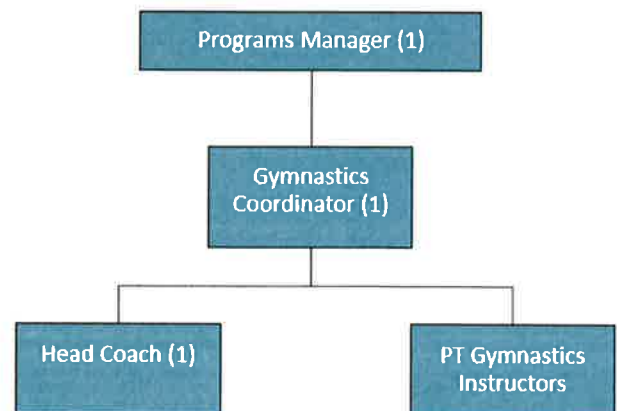 Programs Manager (1)
Gymnastics
Coordinator (1)
Head Coach (1)
PT Gymnastics
Instructors